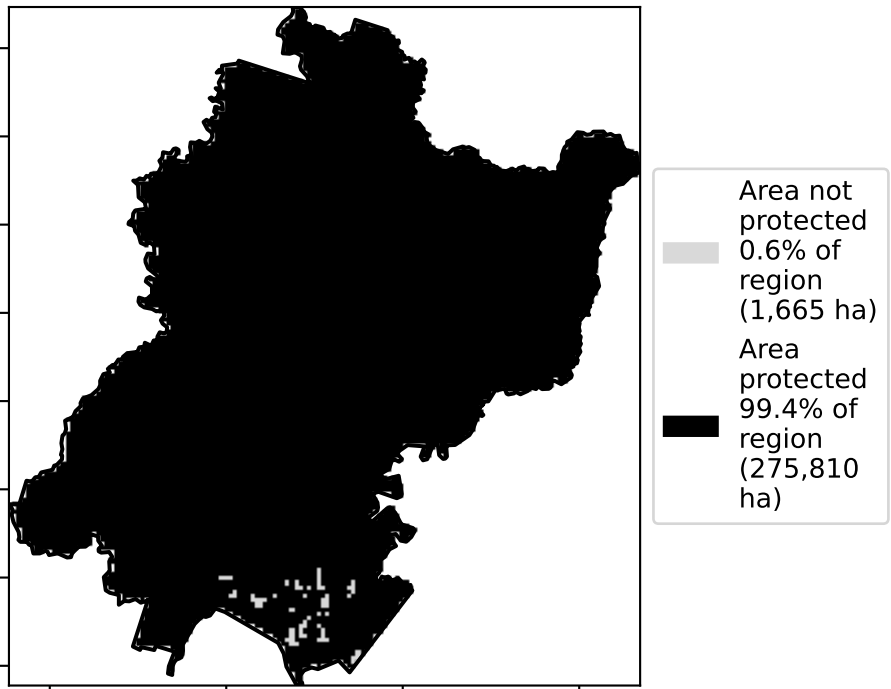 Area not
protected
0.6% of
region
(1,665 ha)
Area
protected
99.4% of
region
(275,810
ha)